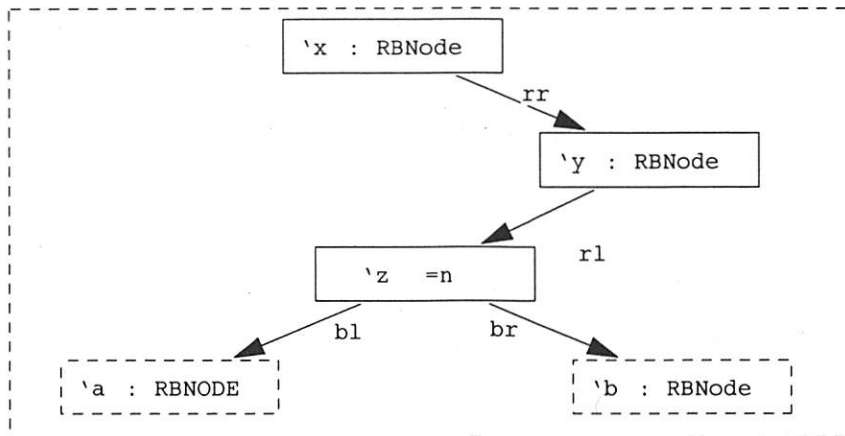 `x : RBNode
rr
`y : RBNode
rl
`z =n
bl
br
`a : RBNODE
`b : RBNode